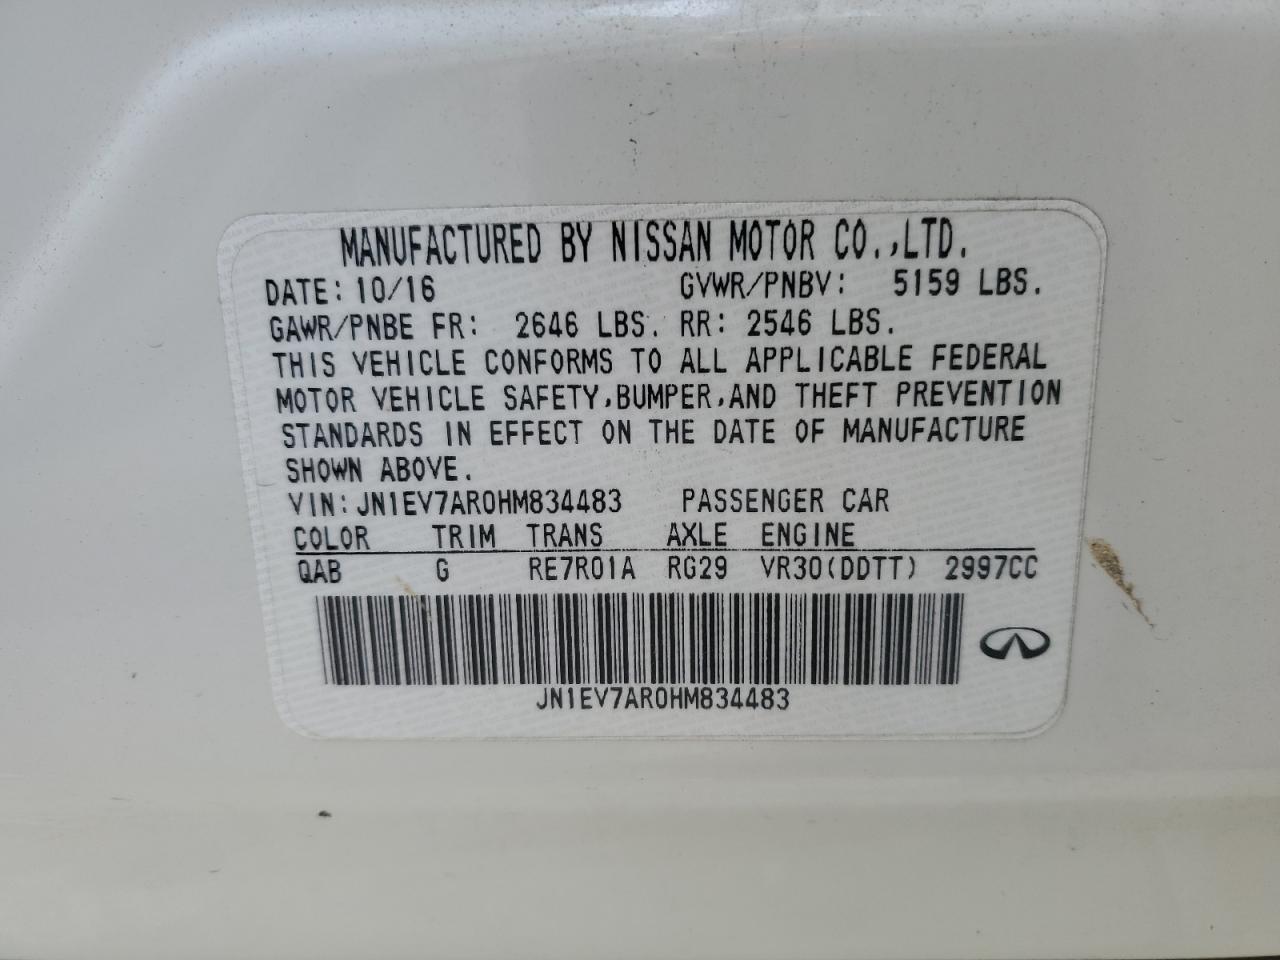 MANUFACTURED BY NISSAN MOTOR CO.,LTD.
DATE: 10/16 GVWR/PNBV: 5159 LBS.
GAWR/PNBE FR: 2646 LBS. RR: 2546 LBS.
THIS VEHICLE CONFORMS TO ALL APPLICABLE FEDERAL
MOTOR VEHICLE SAFETY,BUMPER,AND THEFT PREVENTION
STANDARDS IN EFFECT ON THE DATE OF MANUFACTURE
SHOWN ABOVE.
VIN:JN1EV7AR0HM834483 PASSENGER CAR
COLOR TRIM TRANS AXLE ENGINE
QAB G RE7R01A RG29 VR30(DDTT) 2997CC
JN1EV7AR0HM834483